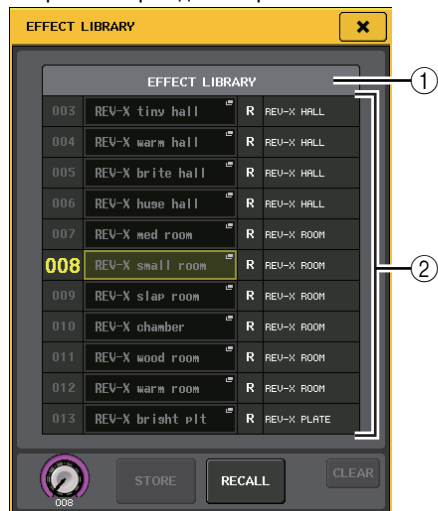 EFFECT LIBRARY
EFFECT LIBRARY
①
003 REV-X tiny hall R REV-X HALL
004 REV-X warm hall R REV-X HALL
005 REV-X brite hall R REV-X HALL
006 REV-X huge hall R REV-X HALL
007 REV-X med room R REV-X ROOM
008 REV-X small room R REV-X ROOM
②
009 REV-X slap room R REV-X ROOM
010 REV-X chamber R REV-X ROOM
011 REV-X wood room R REV-X ROOM
012 REV-X warm room R REV-X ROOM
013 REV-X bright plt R REV-X PLATE
008 STORE RECALL CLEAR